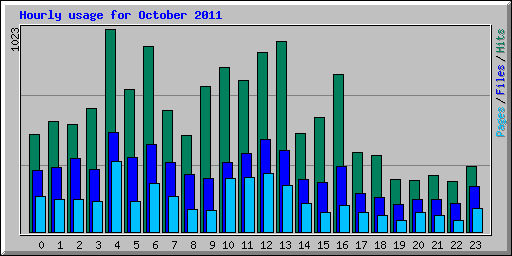 Hourly usage for October 2011
1023
Pages/Files/Hits
0 1 2 3 4 5 6 7 8 9 10 11 12 13 14 15 16 17 18 19 20 21 22 23